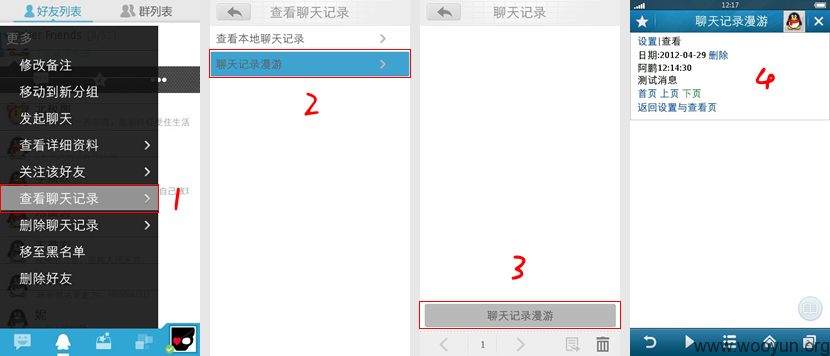 好友列表
群列表
更多
修改备注
移动到新分组
发起聊天
查看详细资料
关注该好友
查看聊天记录
删除聊天记录
移至黑名单
删除好友
1
查看聊天记录
查看本地聊天记录
聊天记录漫游
2
聊天记录
3
聊天记录漫游
1
12:17
聊天记录漫游
设置|查看
日期:2012-04-29 删除
阿鹏12:14:30
测试消息
首页 上页 下页
返回设置与查看页
4
www.wooyun.org